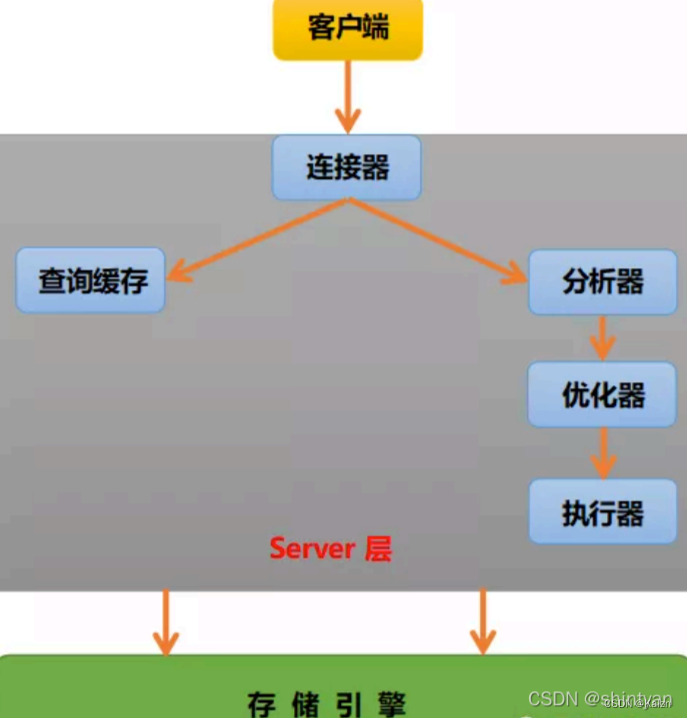 客户端
连接器
查询缓存
分析器
优化器
执行器
Server 层
存 储 引 擎
CSDN @shintyan